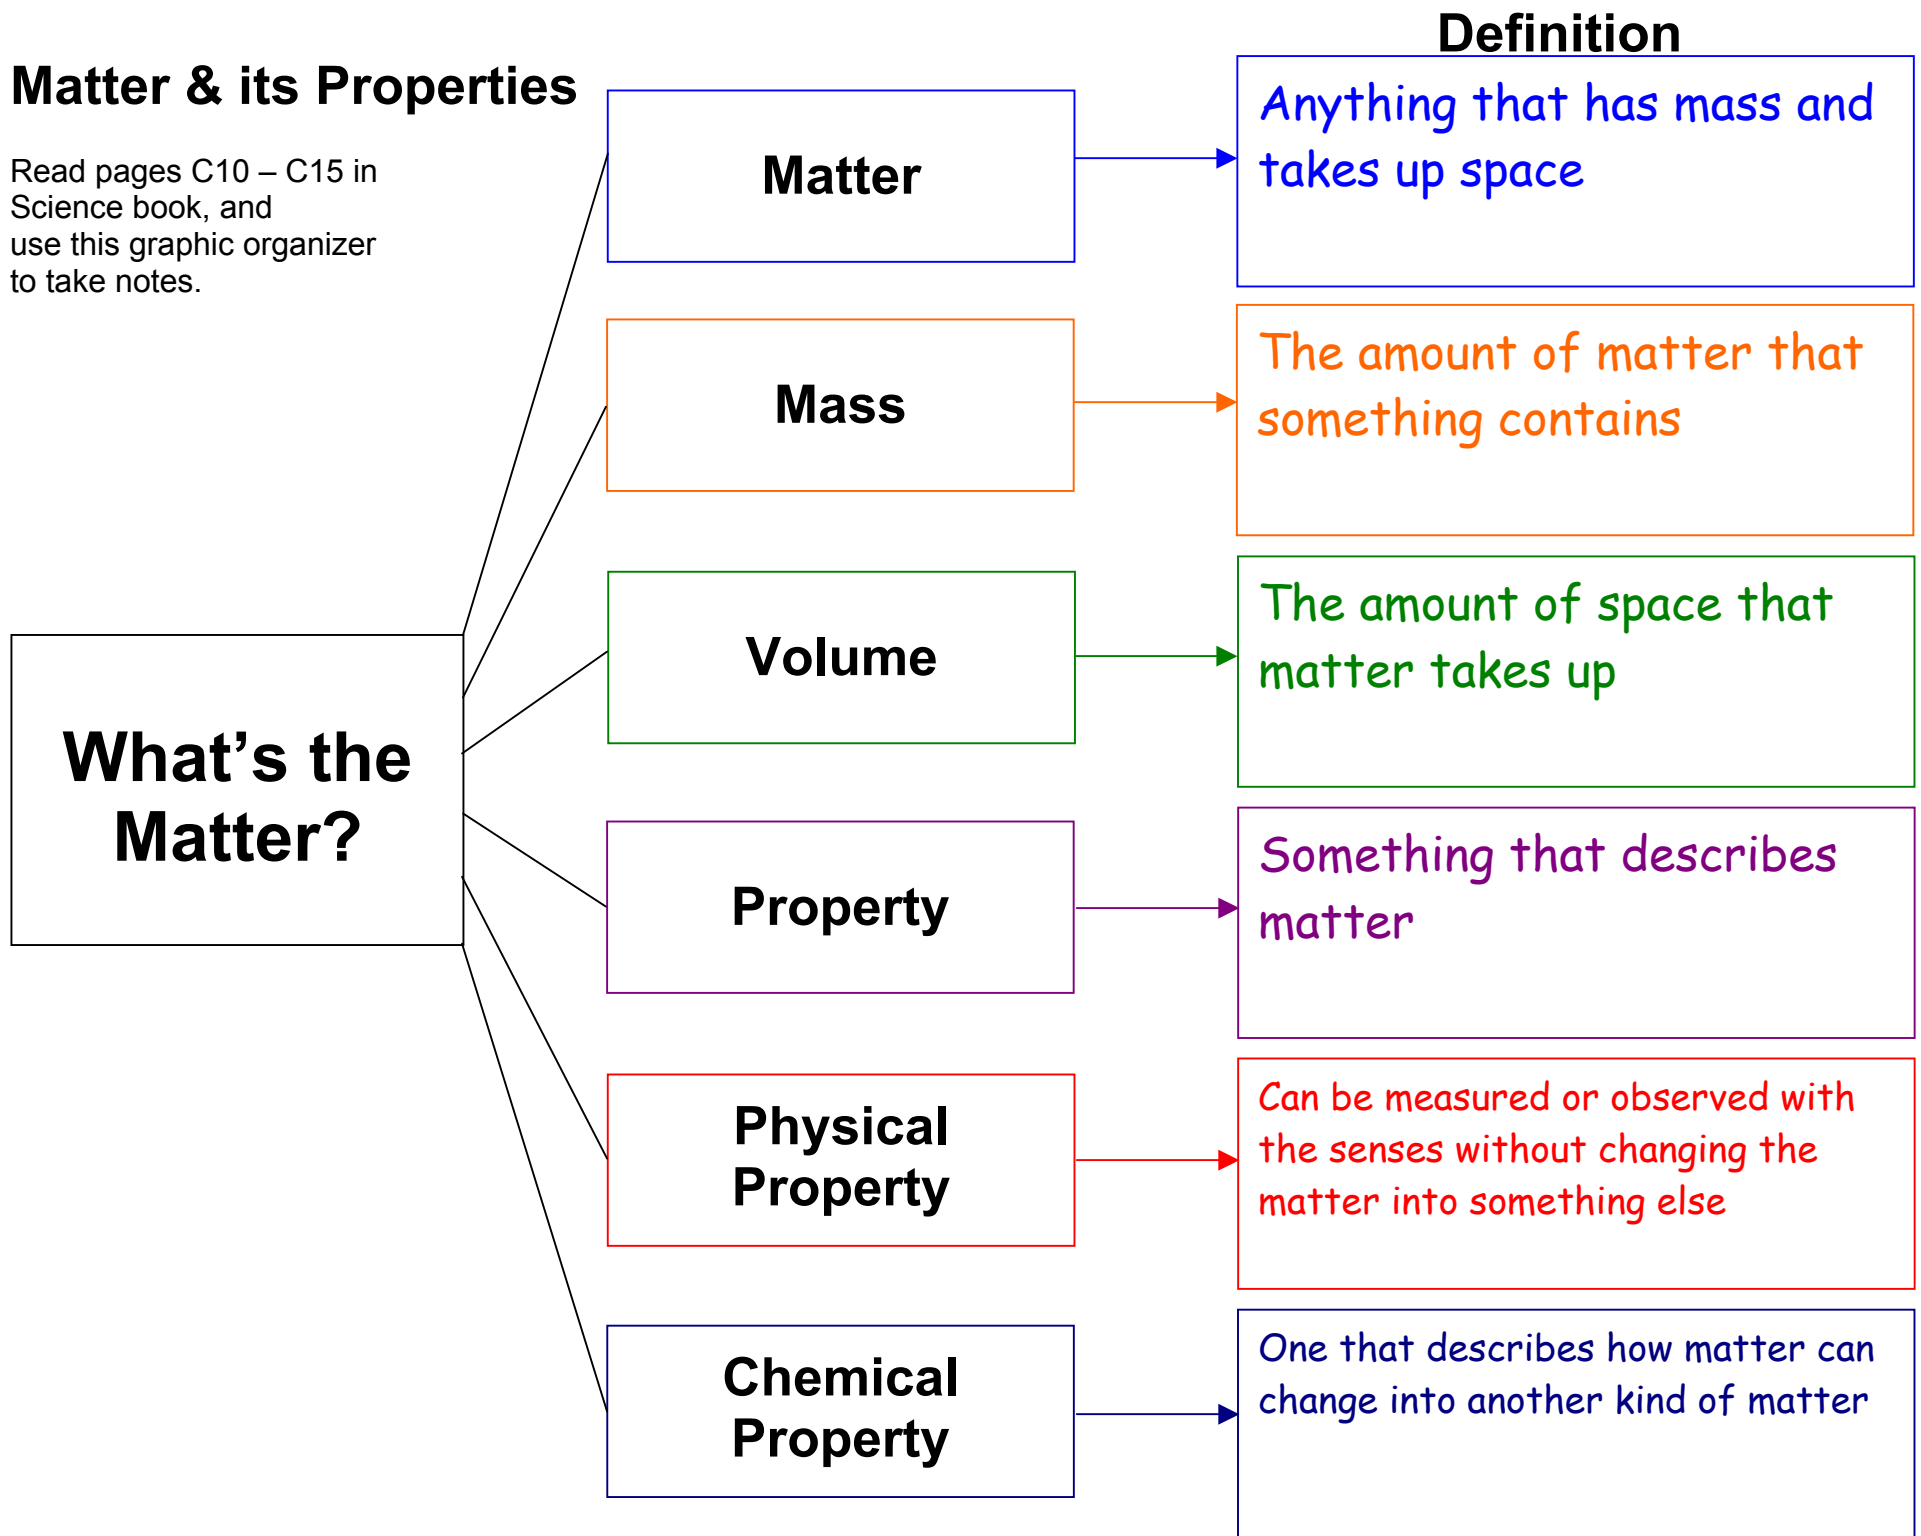 Definition
Matter & its Properties
Read pages C10 – C15 in
Science book, and
use this graphic organizer
to take notes.
Matter
Anything that has mass and
takes up space
Mass
The amount of matter that
something contains
Volume
The amount of space that
matter takes up
What’s the
Matter?
Property
Something that describes
matter
Physical
Property
Can be measured or observed with
the senses without changing the
matter into something else
Chemical
Property
One that describes how matter can
change into another kind of matter